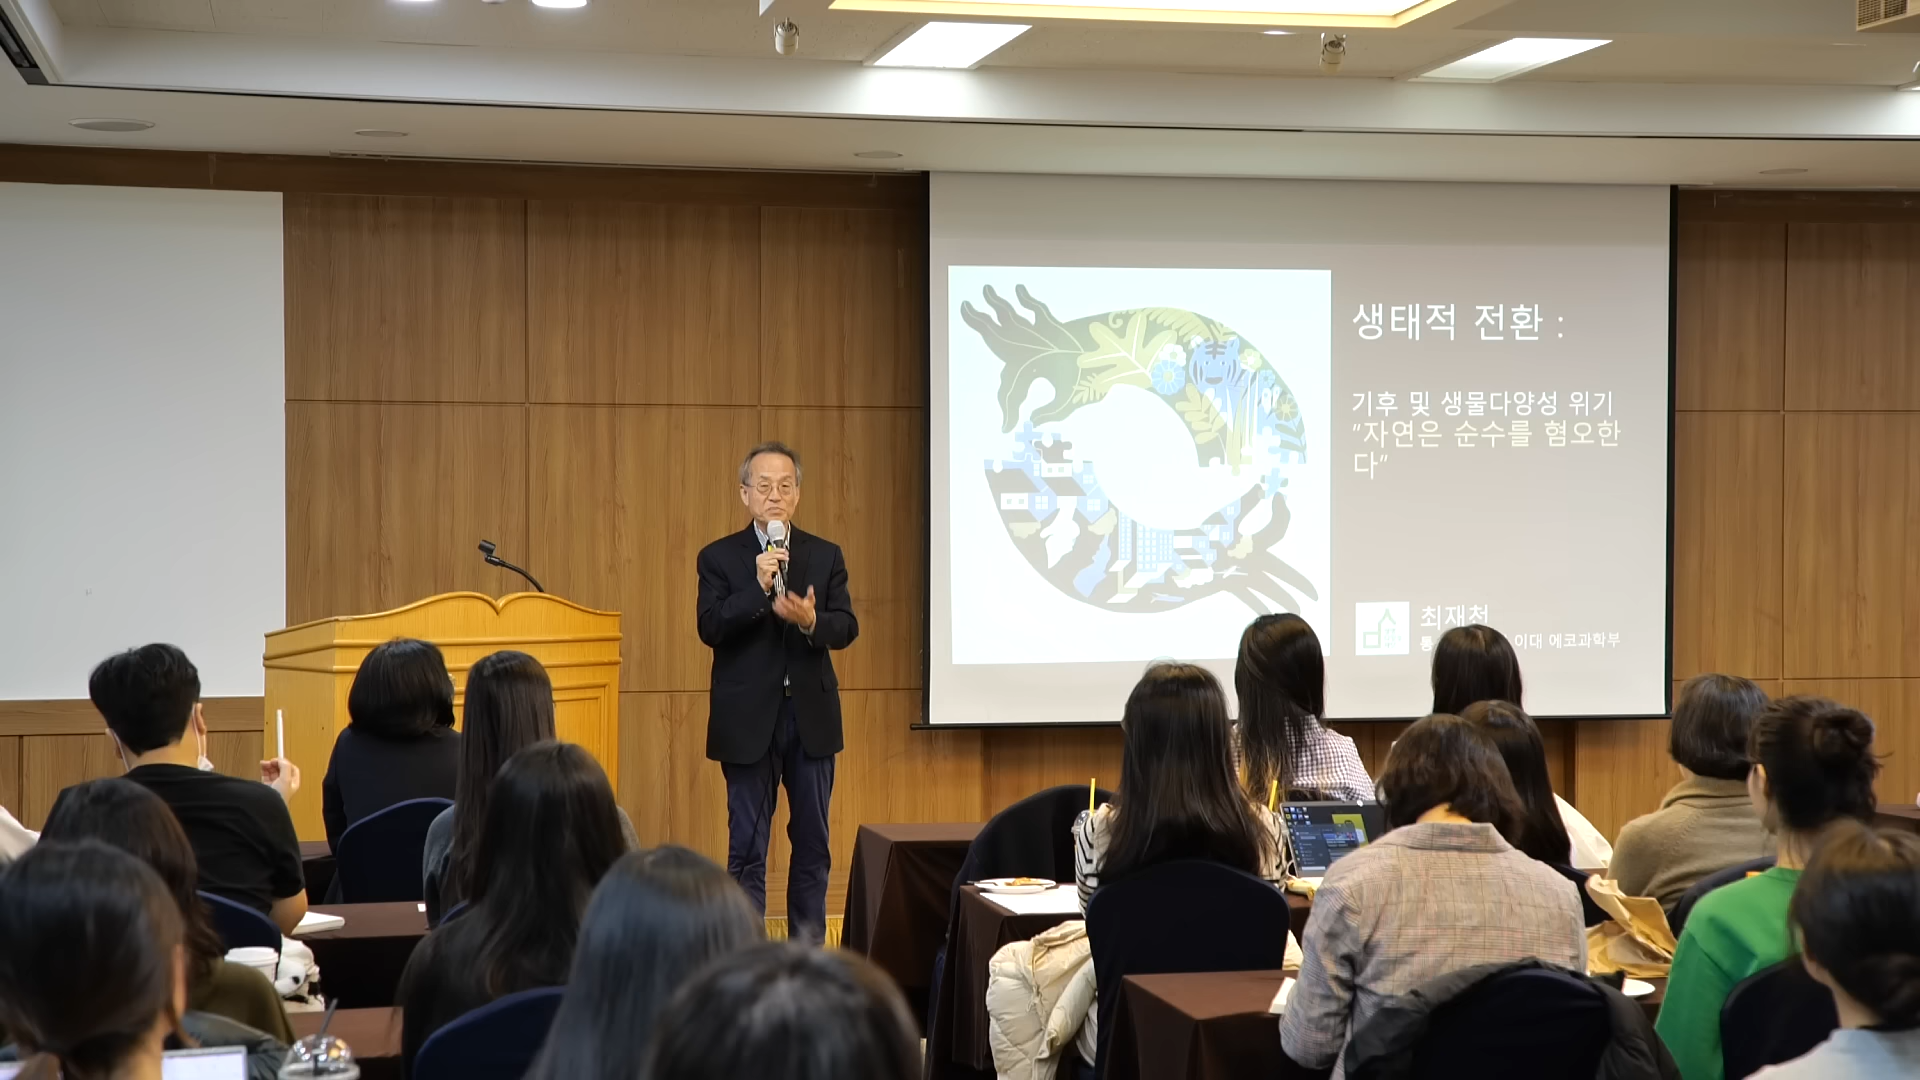 생태적 전환 :
기후 및 생물다양성 위기
“자연은 순수를 혐오한
다”
최재천
이대 에코과학부